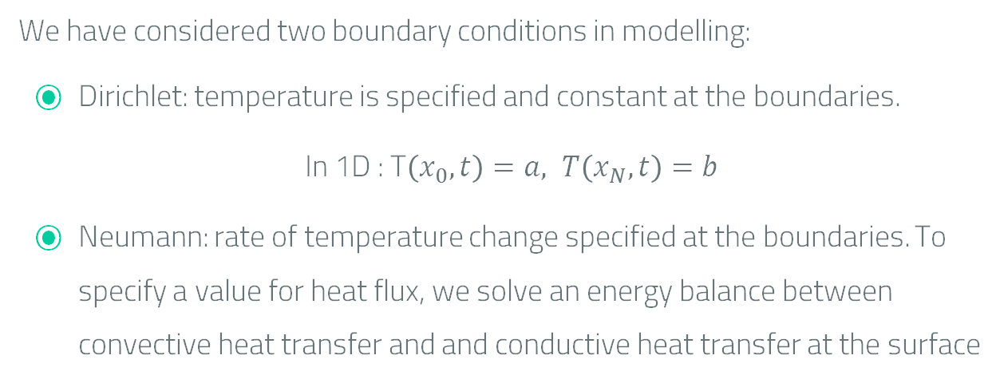 We have considered two boundary conditions in modelling:
Dirichlet: temperature is specified and constant at the boundaries.
In 1D : T(x₀, t) = a, T(x_N, t) = b
Neumann: rate of temperature change specified at the boundaries. To
specify a value for heat flux, we solve an energy balance between
convective heat transfer and and conductive heat transfer at the surface